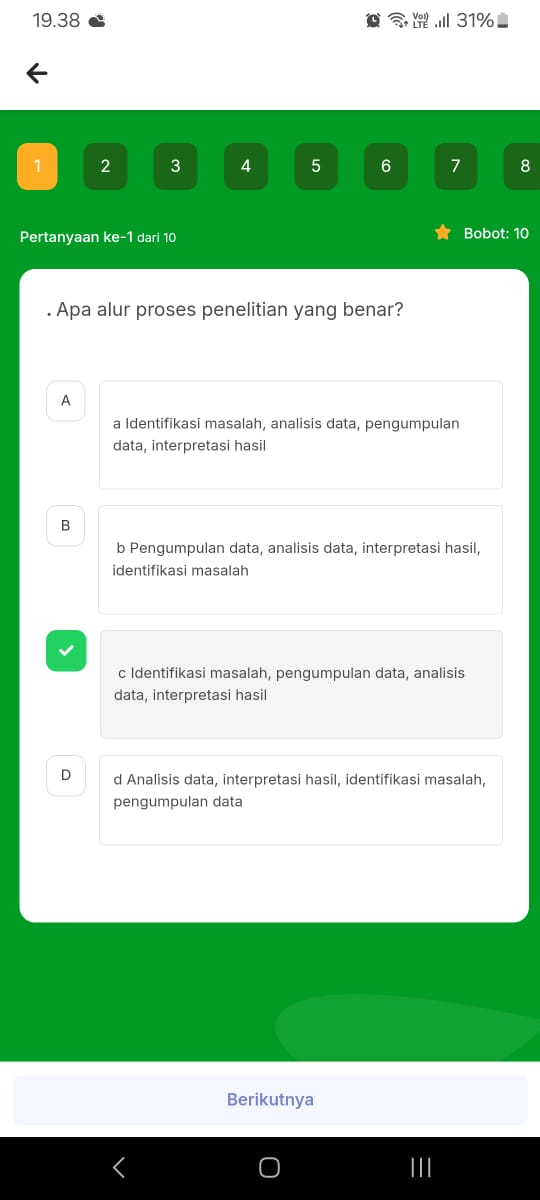 19.38
Vo))
LTE
31%
1
2
3
4
5
6
7
8
Pertanyaan ke-1 dari 10
Bobot: 10
. Apa alur proses penelitian yang benar?
A
a Identifikasi masalah, analisis data, pengumpulan
data, interpretasi hasil
B
b Pengumpulan data, analisis data, interpretasi hasil,
identifikasi masalah
c Identifikasi masalah, pengumpulan data, analisis
data, interpretasi hasil
D
d Analisis data, interpretasi hasil, identifikasi masalah,
pengumpulan data
Berikutnya